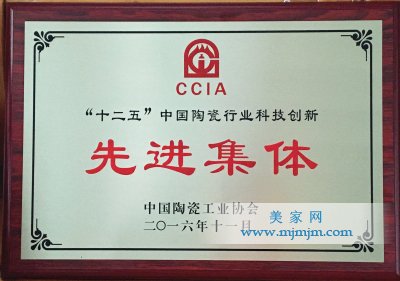 CCIA
“十二五”中国陶瓷行业科技创新
先进集体
中国陶瓷工业协会
二〇一六年十一月
美家网
www.mjmjm.com